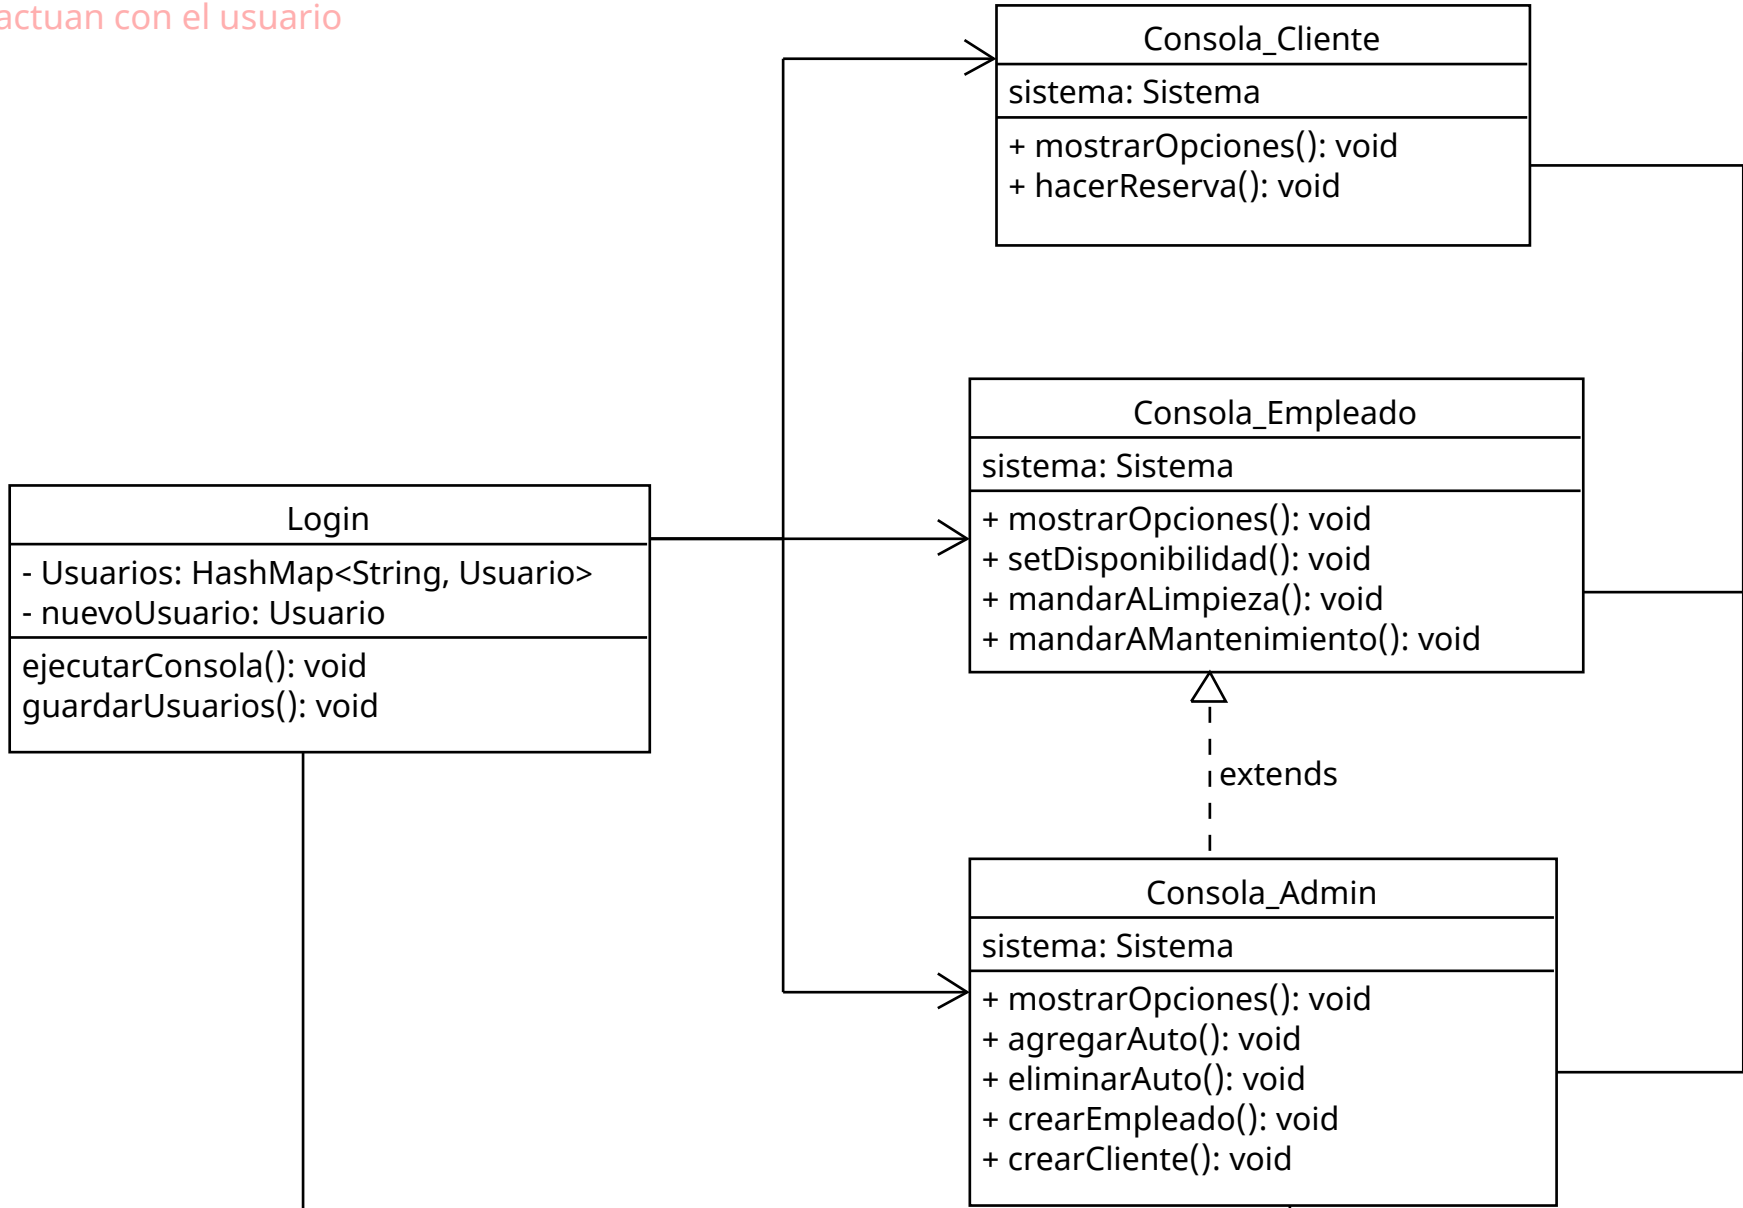 actuan con el usuario
Consola_Cliente
sistema: Sistema
+ mostrarOpciones(): void
+ hacerReserva(): void
Consola_Empleado
sistema: Sistema
+ mostrarOpciones(): void
+ setDisponibilidad(): void
+ mandarALimpieza(): void
+ mandarAMantenimiento(): void
Login
- Usuarios: HashMap<String, Usuario>
- nuevoUsuario: Usuario
ejecutarConsola(): void
guardarUsuarios(): void
extends
Consola_Admin
sistema: Sistema
+ mostrarOpciones(): void
+ agregarAuto(): void
+ eliminarAuto(): void
+ crearEmpleado(): void
+ crearCliente(): void